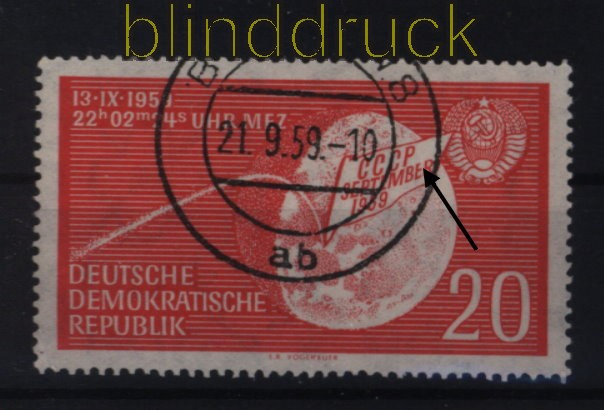 blinddruck
13·IX·1959
22ʰ 02ᵐ 24ˢ UHR MEZ
21. 9.59.-10
CCCP
SEPTEMBER
1959
ab
DEUTSCHE
DEMOKRATISCHE
REPUBLIK
20